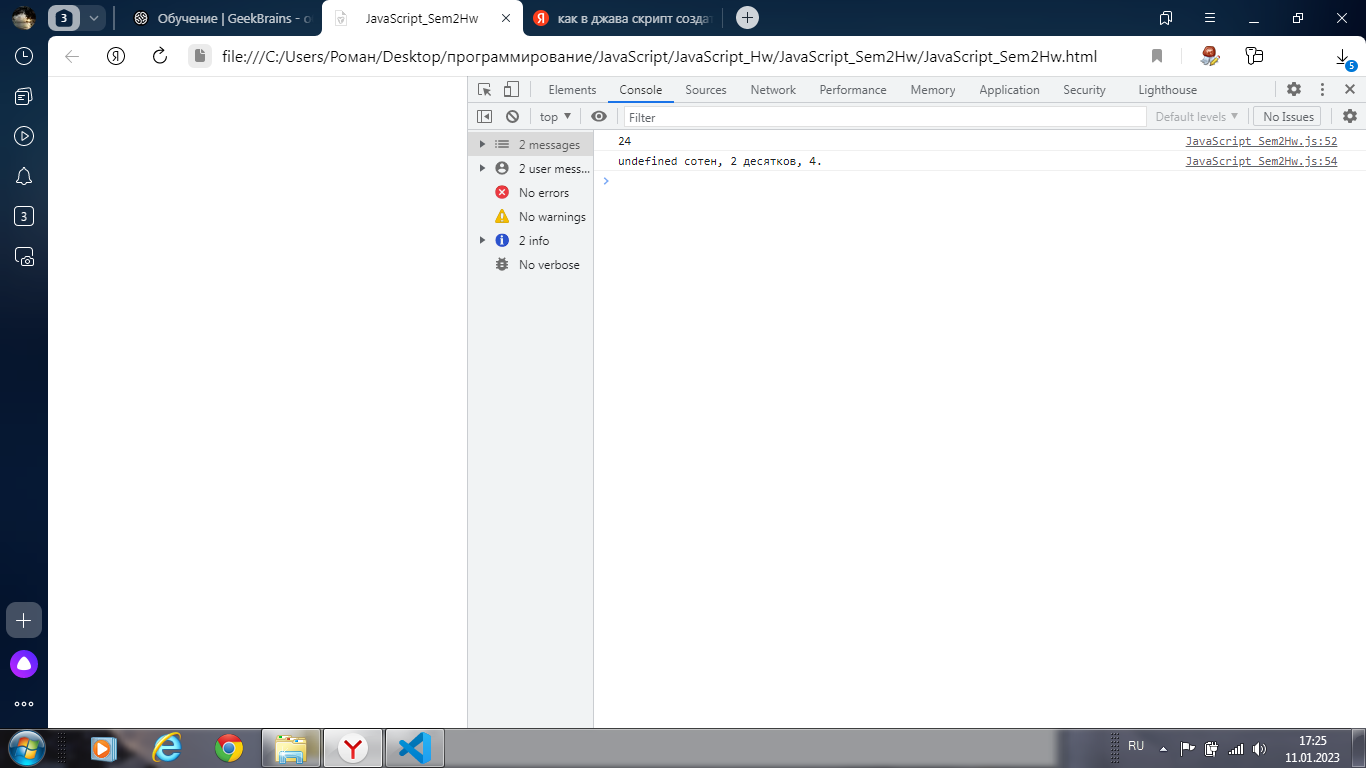 3
Обучение | GeekBrains - о
JavaScript_Sem2Hw
Я
как в джава скрипт создат
Я
file:///C:/Users/Роман/Desktop/программирование/JavaScript/JavaScript_Hw/JavaScript_Sem2Hw/JavaScript_Sem2Hw.html
5
3
Elements Console Sources Network Performance Memory Application Security Lighthouse
top Filter Default levels No Issues
2 messages
2 user mess...
No errors
No warnings
2 info
No verbose
24 JavaScript_Sem2Hw.js:52
undefined сотен, 2 десятков, 4. JavaScript_Sem2Hw.js:54
RU
17:25
11.01.2023